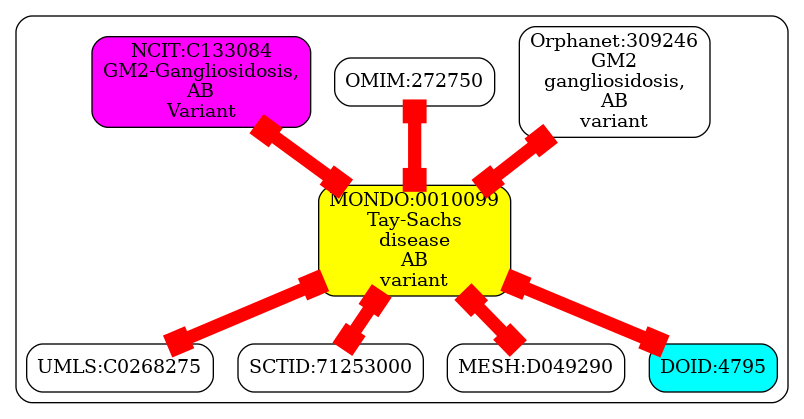 NCIT:C133084
GM2-Gangliosidosis,
AB
Variant
OMIM:272750
Orphanet:309246
GM2
gangliosidosis,
AB
variant
MONDO:0010099
Tay-Sachs
disease
AB
variant
UMLS:C0268275
SCTID:71253000
MESH:D049290
DOID:4795